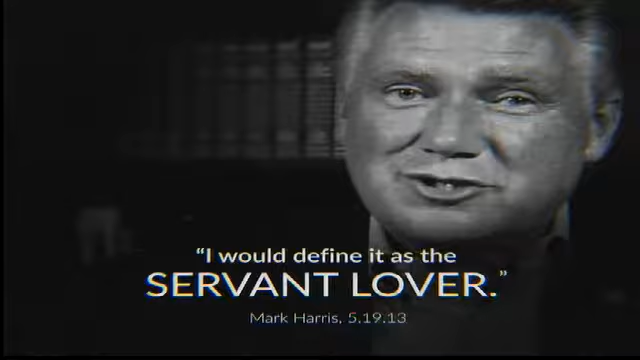 “I would define it as the
SERVANT LOVER.”
Mark Harris, 5.19.13